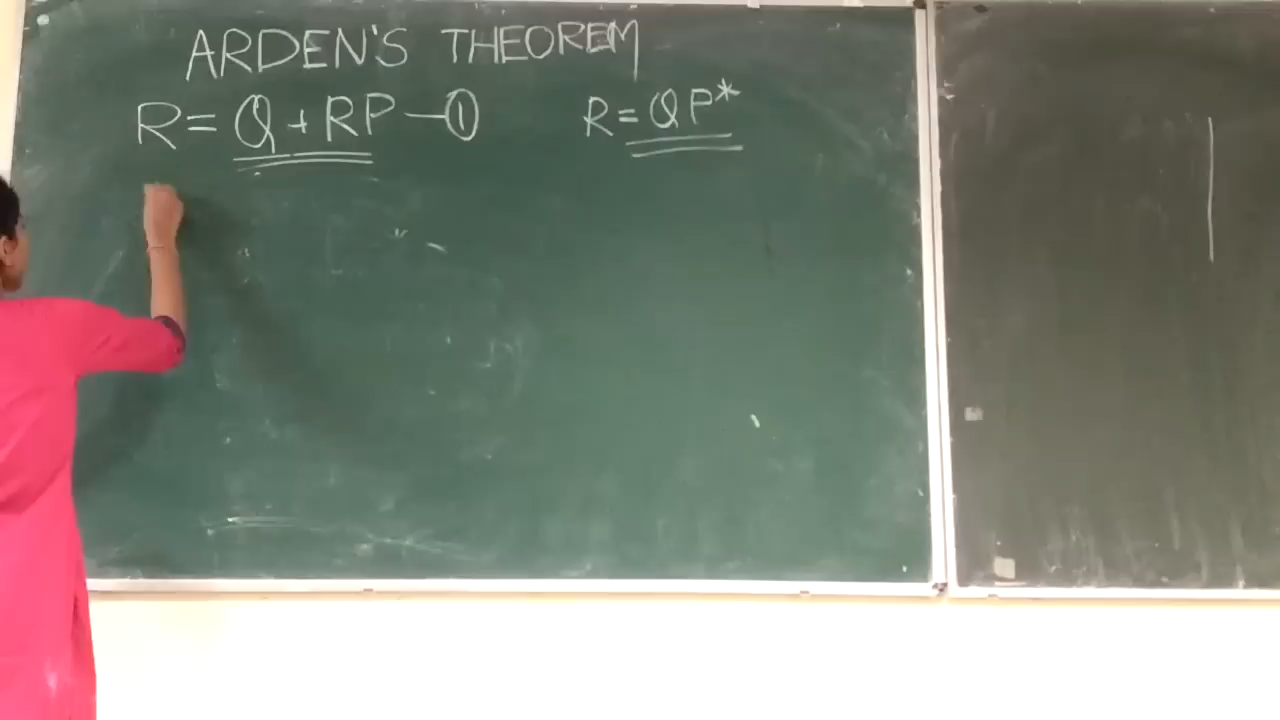 ARDEN'S THEOREM
R = Q + RP — ① R = QP*